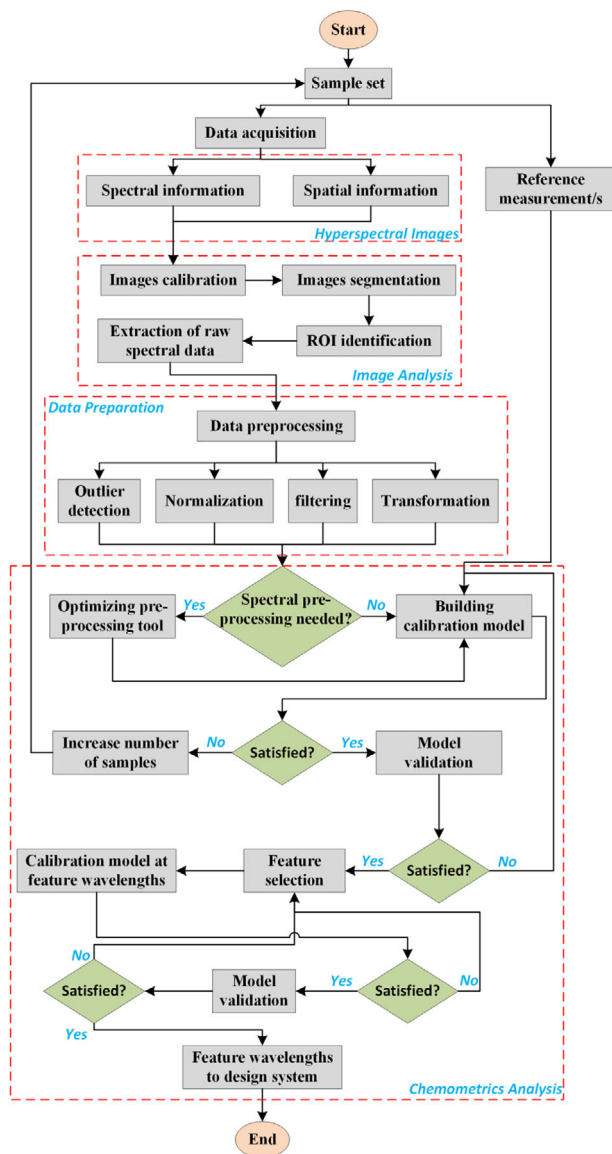 Start
Sample set
Data acquisition
Spectral information
Spatial information
Reference
measurement/s
Hyperspectral Images
Images calibration
Images segmentation
Extraction of raw
spectral data
ROI identification
Image Analysis
Data Preparation
Data preprocessing
Outlier
detection
Normalization
filtering
Transformation
Optimizing pre-
processing tool
Yes
Spectral pre-
processing needed?
No
Building
calibration model
Increase number
of samples
No
Satisfied?
Yes
Model
validation
Calibration model at
feature wavelengths
Feature
selection
Yes
Satisfied?
No
No
Satisfied?
Model
validation
Yes
Satisfied?
No
Yes
Feature wavelengths
to design system
Chemometrics Analysis
End